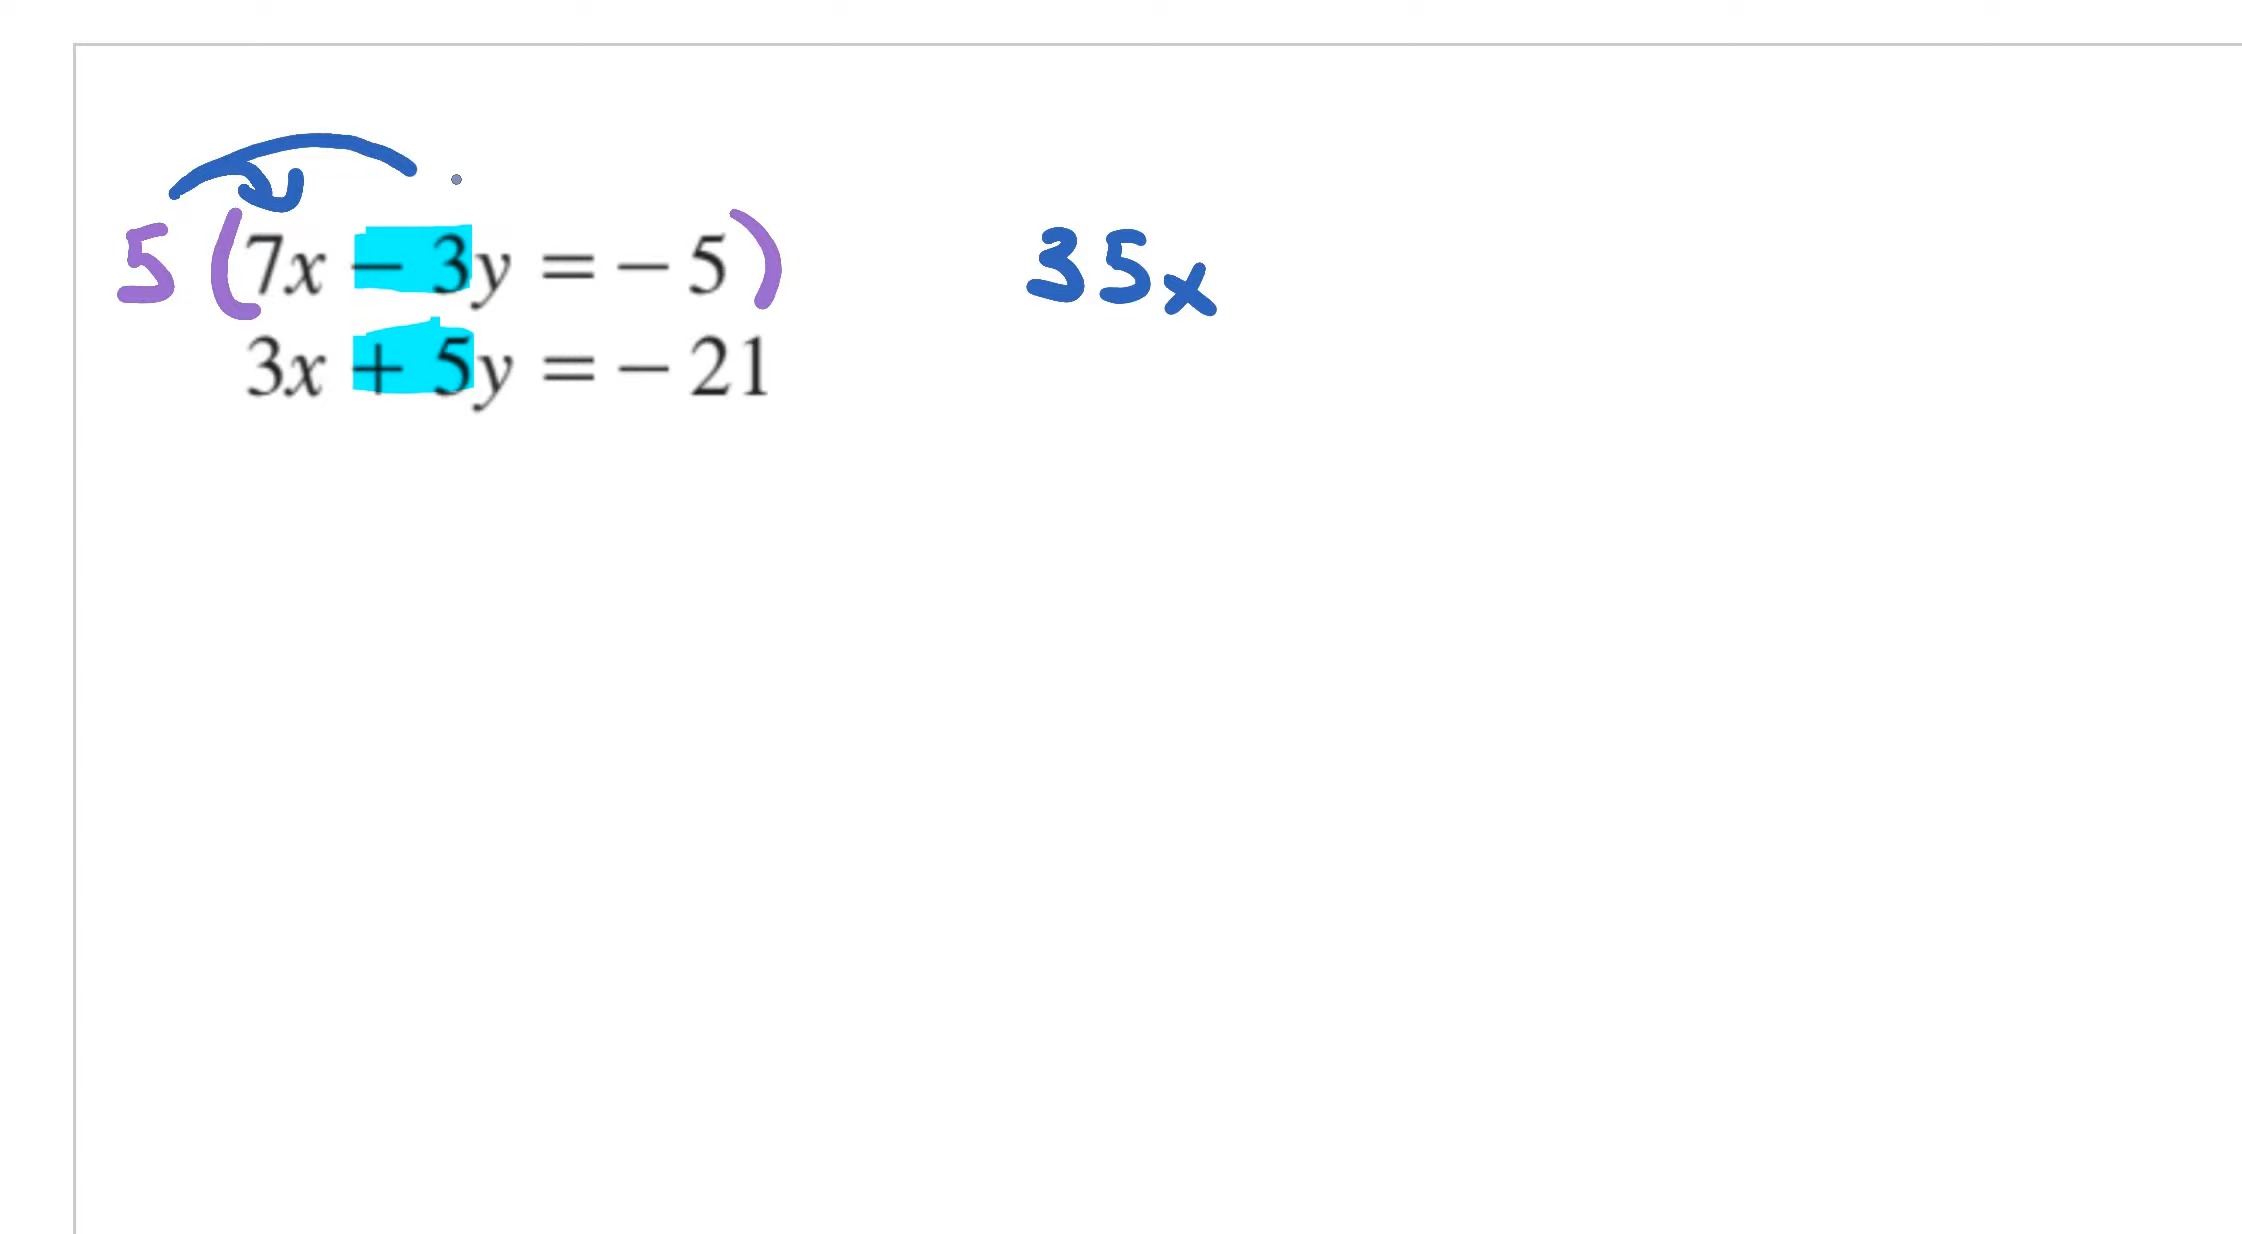 5 (7x − 3y = − 5) 35x
3x + 5y = − 21